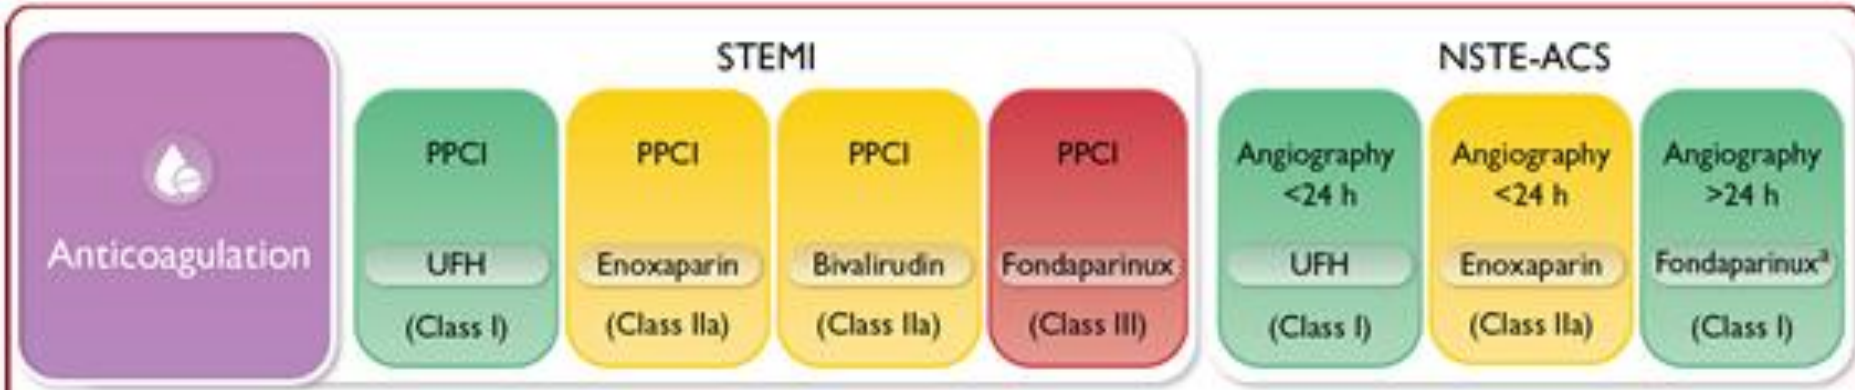 Anticoagulation
STEMI
PPCI
UFH
(Class I)
PPCI
Enoxaparin
(Class IIa)
PPCI
Bivalirudin
(Class IIa)
PPCI
Fondaparinux
(Class III)
NSTE-ACS
Angiography
<24 h
UFH
(Class I)
Angiography
<24 h
Enoxaparin
(Class IIa)
Angiography
>24 h
Fondaparinuxᵃ
(Class I)